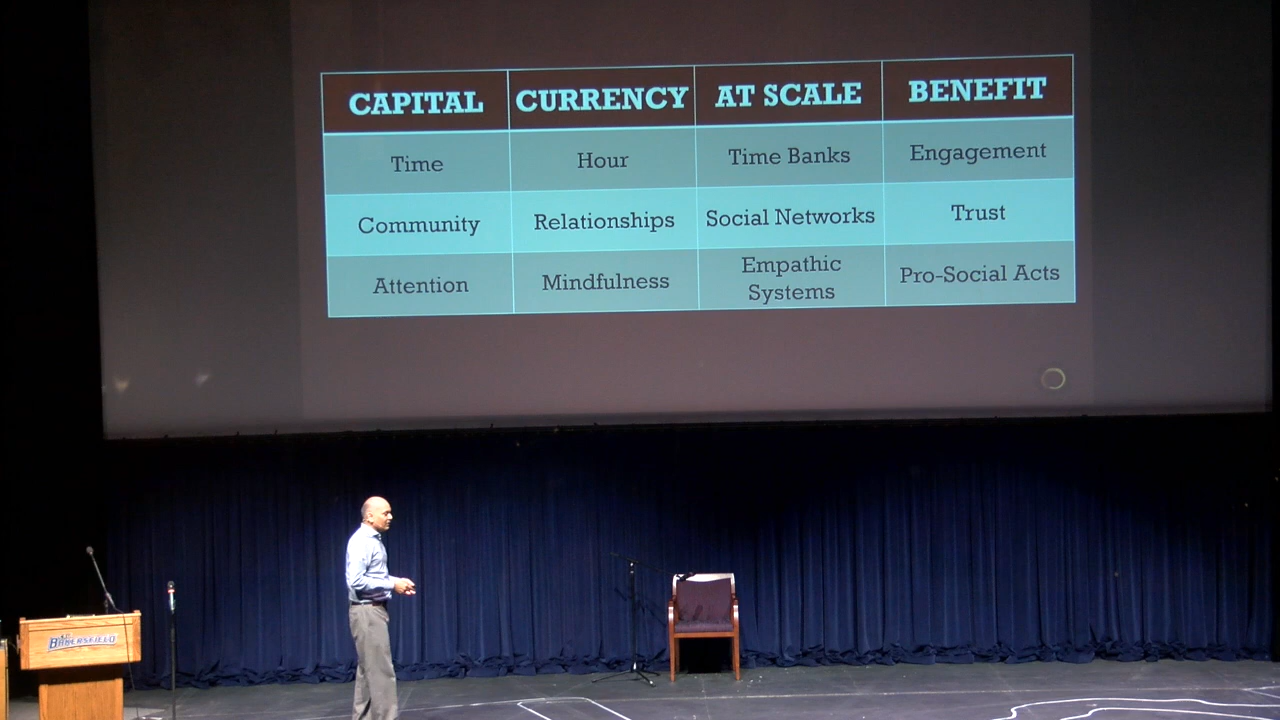 CAPITAL CURRENCY AT SCALE BENEFIT
Time Hour Time Banks Engagement
Community Relationships Social Networks Trust
Attention Mindfulness Empathic Systems Pro-Social Acts
BAKERSFIELD